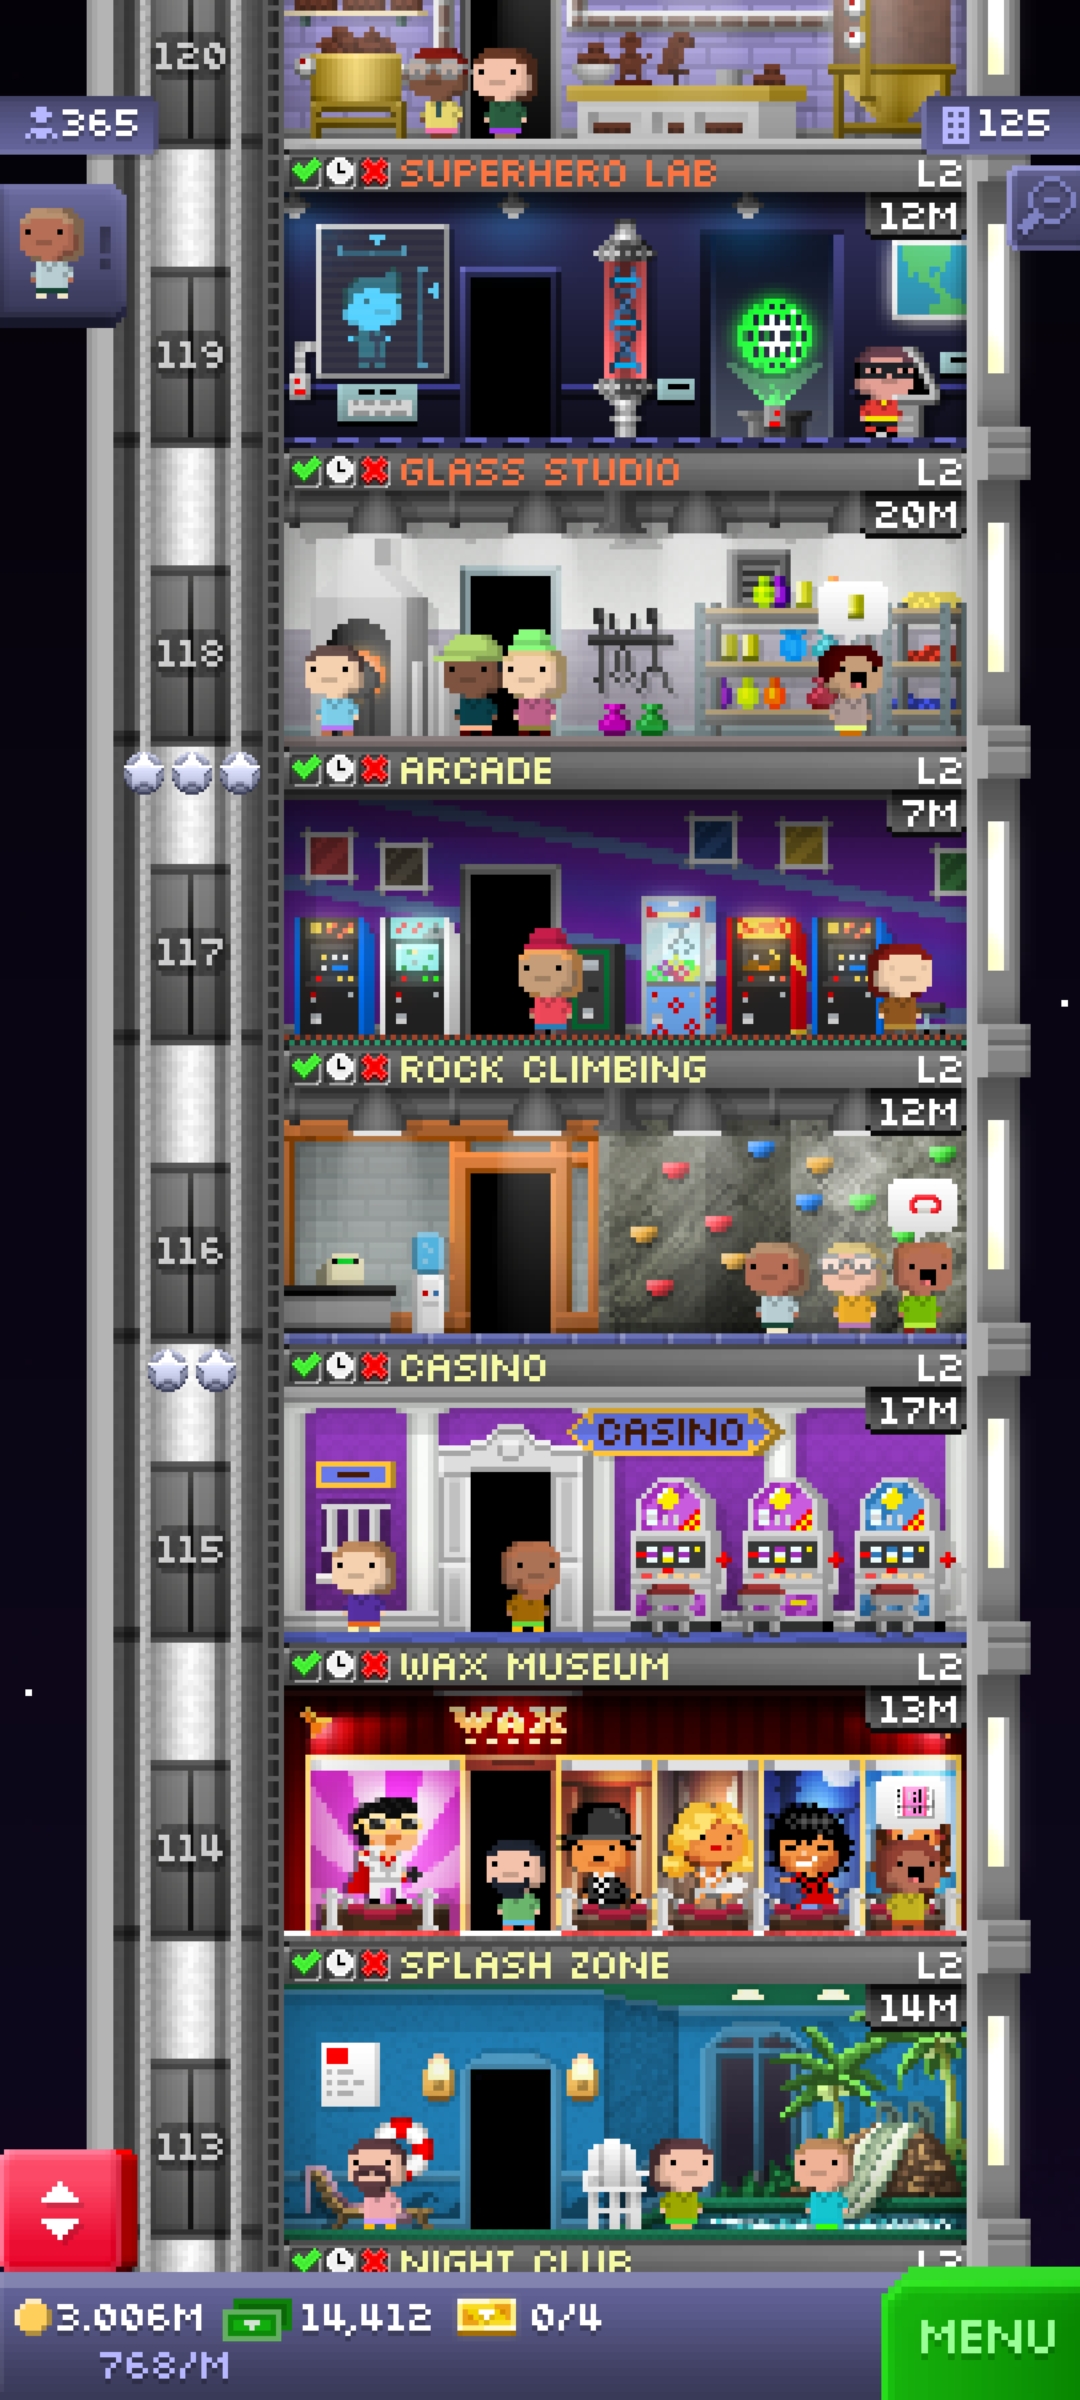 120
365
125
SUPERHERO LAB L2
12M
119
GLASS STUDIO L2
20M
118
ARCADE L2
7M
117
ROCK CLIMBING L2
12M
116
CASINO L2
17M
CASINO
115
WAX MUSEUM L2
13M
WAX
114
SPLASH ZONE L2
14M
113
NIGHT CLUB L3
3.006M 14,412 0/4
768/M
MENU